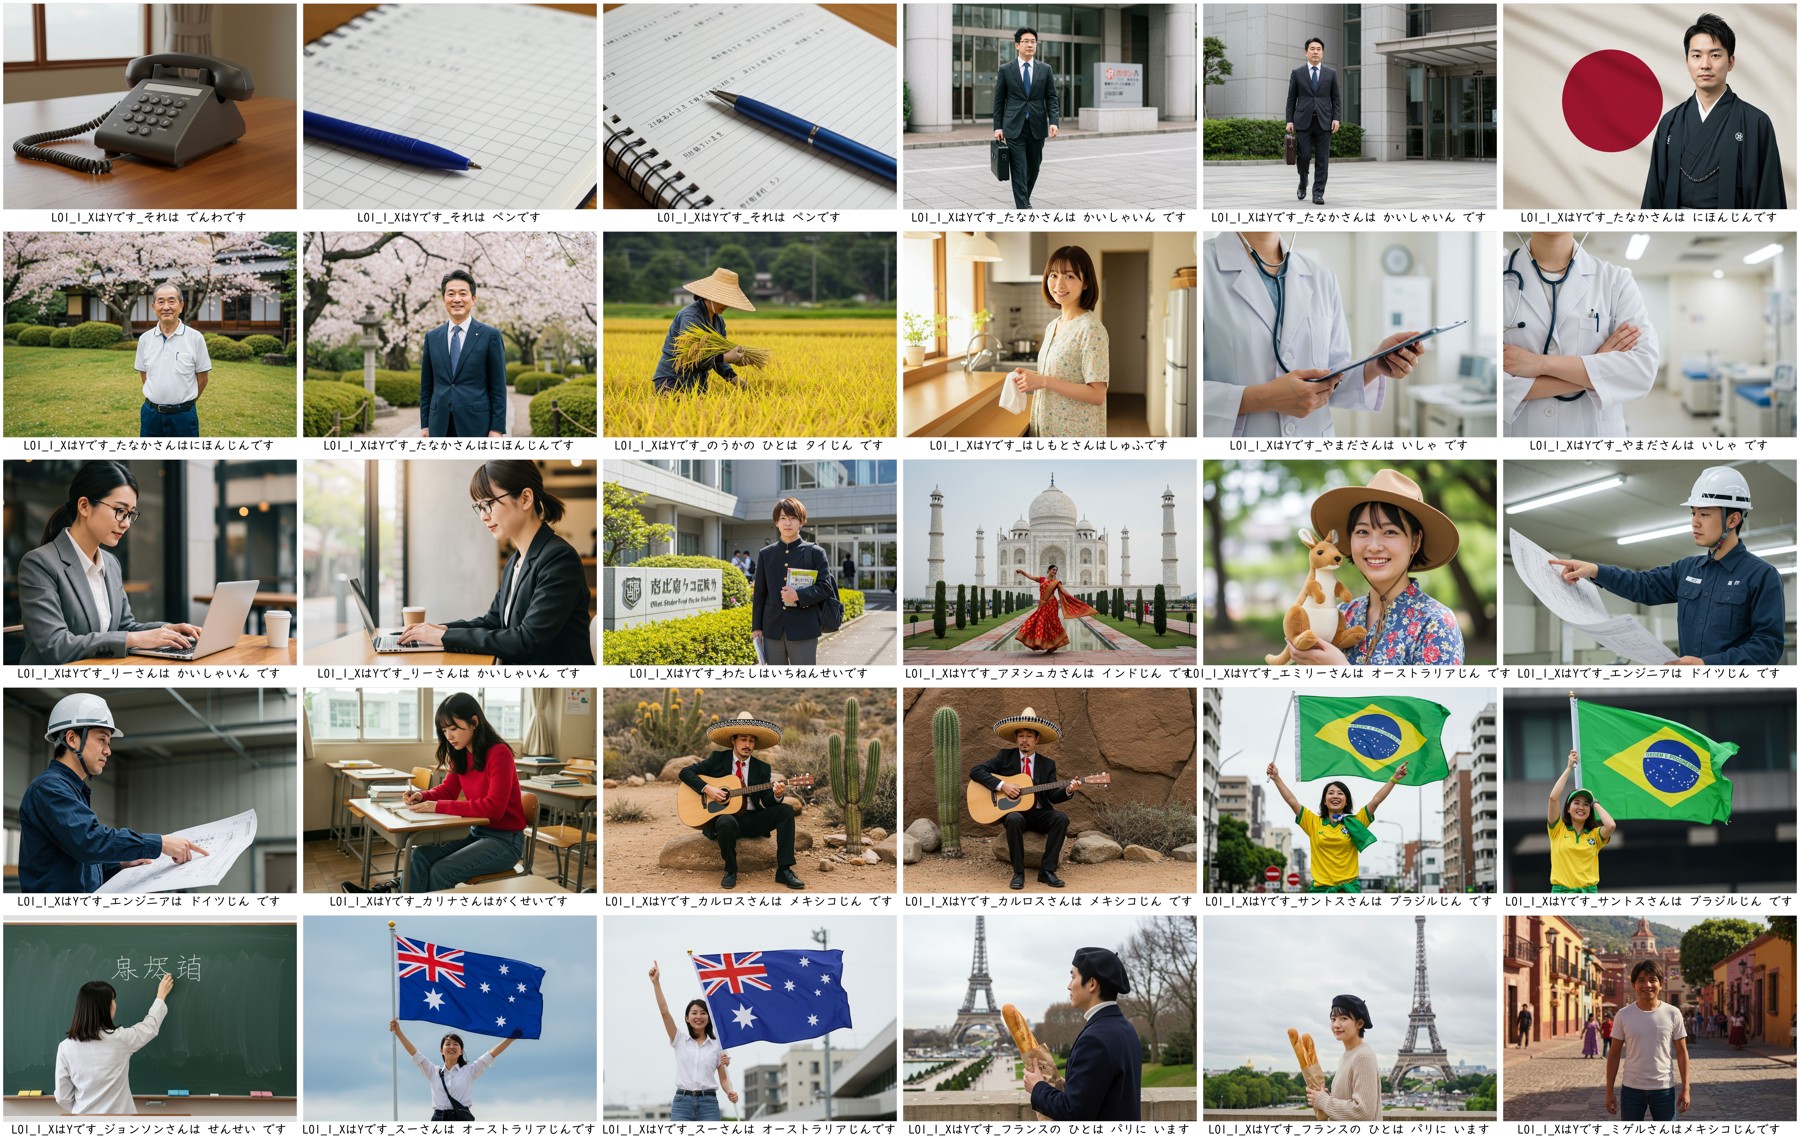 L01_1_XはYです_それは でんわです
L01_1_XはYです_それは ペンです
L01_1_XはYです_それは ペンです
L01_1_XはYです_たなかさんは かいしゃいん です
L01_1_XはYです_たなかさんは かいしゃいん です
L01_1_XはYです_たなかさんは にほんじんです
L01_1_XはYです_たなかさんはにほんじんです
L01_1_XはYです_たなかさんはにほんじんです
L01_1_XはYです_のうかの ひとは タイじん です
L01_1_XはYです_はしもとさんはしゅふです
L01_1_XはYです_やまださんは いしゃ です
L01_1_XはYです_やまださんは いしゃ です
L01_1_XはYです_りーさんは かいしゃいん です
L01_1_XはYです_りーさんは かいしゃいん です
L01_1_XはYです_わたしはいちねんせいです
L01_1_XはYです_アヌシュカさんは インドじん です
L01_1_XはYです_エミリーさんは オーストラリアじん です
L01_1_XはYです_エンジニアは ドイツじん です
L01_1_XはYです_エンジニアは ドイツじん です
L01_1_XはYです_カリナさんはがくせいです
L01_1_XはYです_カルロスさんは メキシコじん です
L01_1_XはYです_カルロスさんは メキシコじん です
L01_1_XはYです_サントスさんは ブラジルじん です
L01_1_XはYです_サントスさんは ブラジルじん です
L01_1_XはYです_ジョンソンさんは せんせい です
L01_1_XはYです_スーさんは オーストラリアじんです
L01_1_XはYです_スーさんは オーストラリアじんです
L01_1_XはYです_フランスの ひとは パリに います
L01_1_XはYです_フランスの ひとは パリに います
L01_1_XはYです_ミゲルさんはメキシコじんです